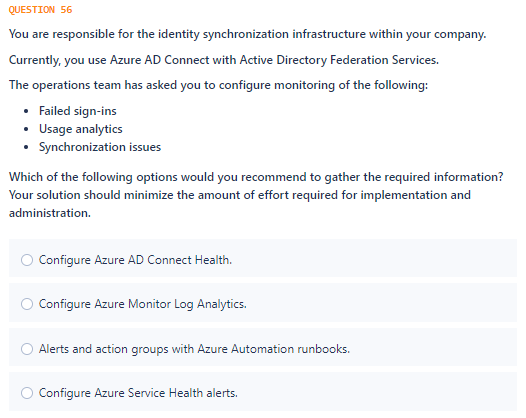 QUESTION 56
You are responsible for the identity synchronization infrastructure within your company.
Currently, you use Azure AD Connect with Active Directory Federation Services.
The operations team has asked you to configure monitoring of the following:
• Failed sign-ins
• Usage analytics
• Synchronization issues
Which of the following options would you recommend to gather the required information?
Your solution should minimize the amount of effort required for implementation and
administration.
Configure Azure AD Connect Health.
Configure Azure Monitor Log Analytics.
Alerts and action groups with Azure Automation runbooks.
Configure Azure Service Health alerts.